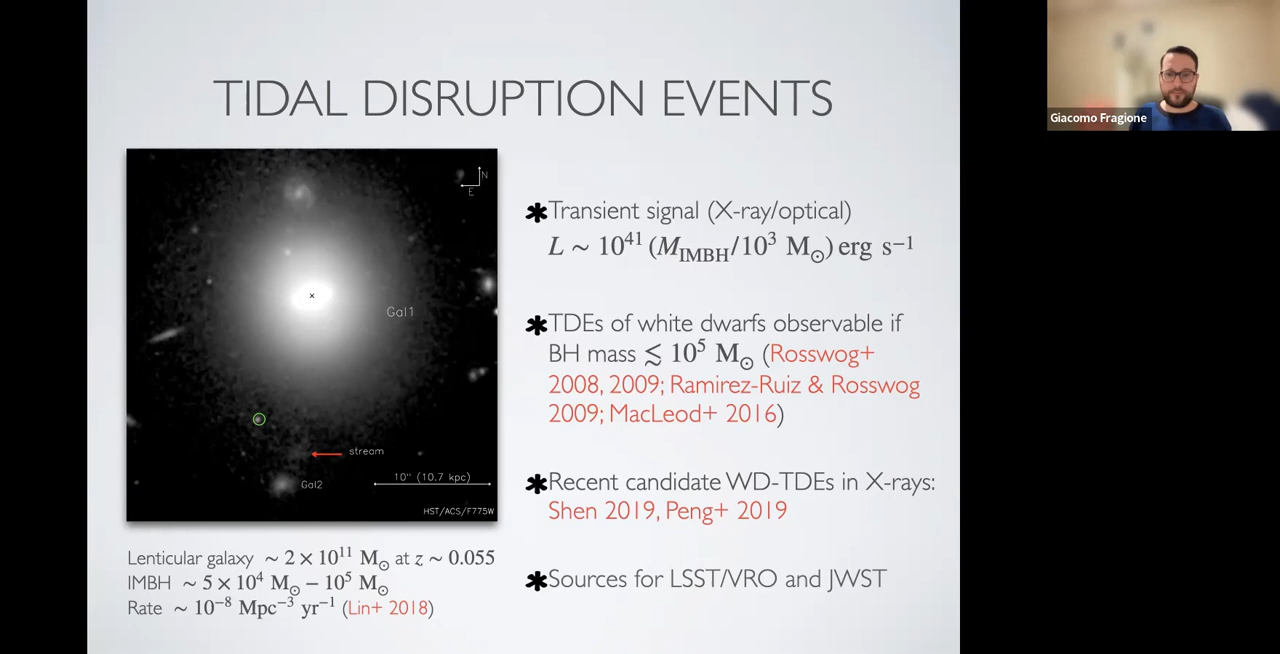 TIDAL DISRUPTION EVENTS
N
E
Gal1
stream
10" (10.7 kpc)
Gal2
HST/ACS/F775W
Lenticular galaxy ~ 2 × 10¹¹ M☉ at z ~ 0.055
IMBH ~ 5 × 10⁴ M☉ − 10⁵ M☉
Rate ~ 10⁻⁸ Mpc⁻³ yr⁻¹ (Lin+ 2018)
✱Transient signal (X-ray/optical)
L ~ 10⁴¹ (M_IMBH/10³ M☉) erg s⁻¹
✱TDEs of white dwarfs observable if
BH mass ≲ 10⁵ M☉ (Rosswog+
2008, 2009; Ramirez-Ruiz & Rosswog
2009; MacLeod+ 2016)
✱Recent candidate WD-TDEs in X-rays:
Shen 2019, Peng+ 2019
✱Sources for LSST/VRO and JWST
Giacomo Fragione